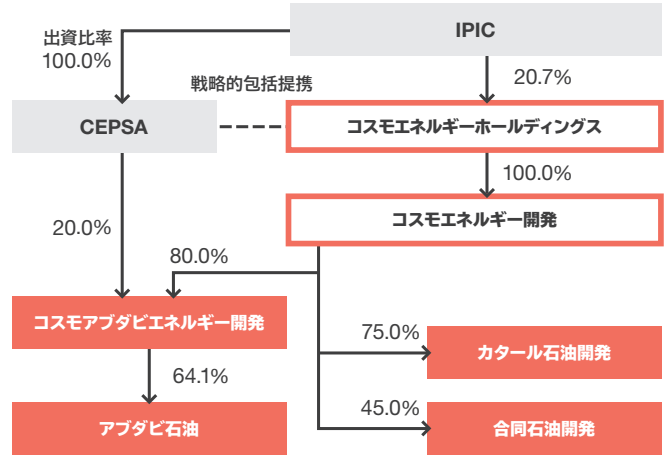 出資比率
100.0%
IPIC
20.7%
戦略的包括提携
CEPSA
コスモエネルギーホールディングス
100.0%
コスモエネルギー開発
20.0%
80.0%
コスモアブダビエネルギー開発
75.0%
カタール石油開発
64.1%
45.0%
アブダビ石油
合同石油開発